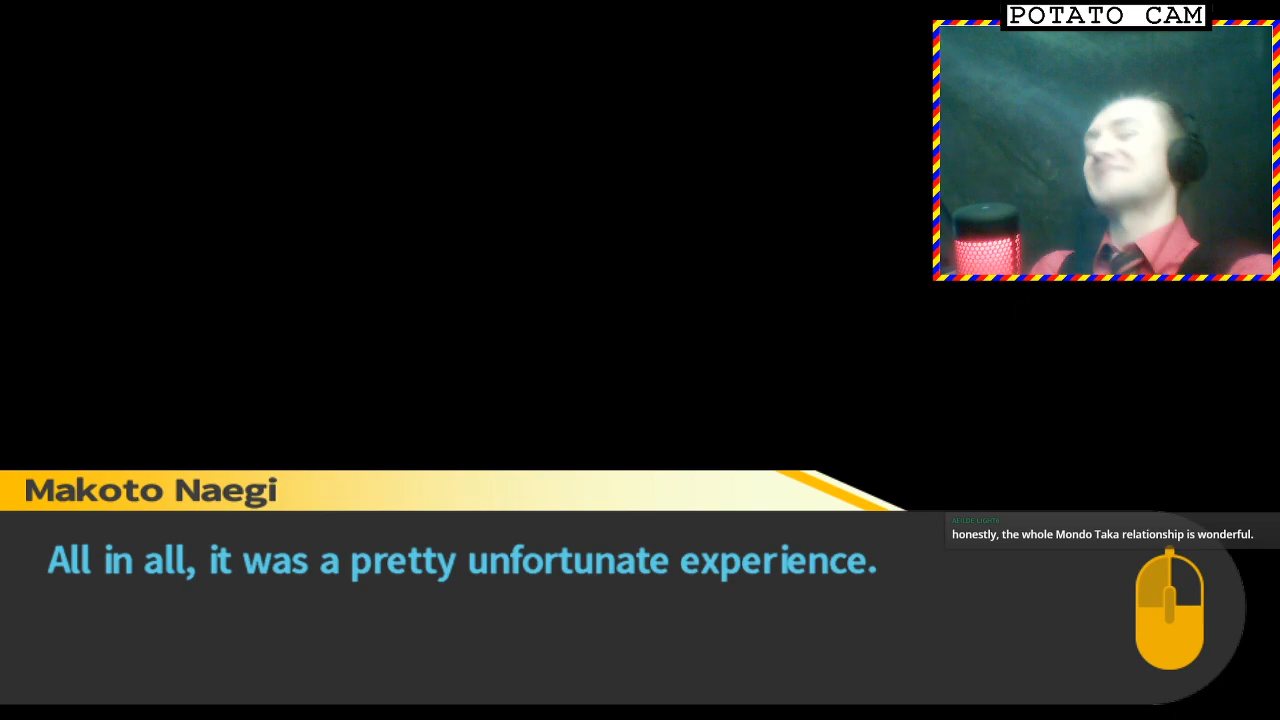 POTATO CAM
Makoto Naegi
All in all, it was a pretty unfortunate experience.
honestly, the whole Mondo Taka relationship is wonderful.